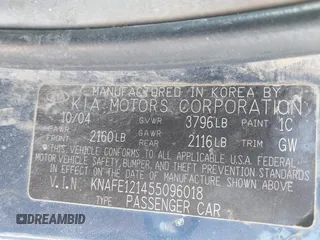 MANUFACTURED IN KOREA BY
KIA MOTORS CORPORATION
10/04 GVWR 3796LB PAINT 1C
GAWR FRONT 2160LB GAWR REAR 2116LB TRIM GW
*THIS VEHICLE CONFORMS TO ALL APPLICABLE U.S.A. FEDERAL
MOTOR VEHICLE SAFETY, BUMPER, AND THEFT PREVENTION STANDARDS
IN EFFECT ON THE DATE OF MANUFACTURE SHOWN ABOVE.
V.I.N.: KNAFE121455096018
TYPE: PASSENGER CAR
DREAMBID